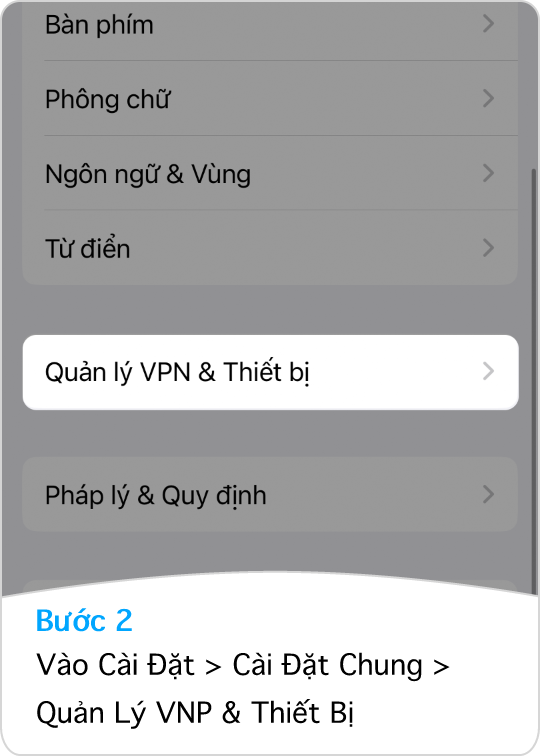 Bàn phím
Phông chữ
Ngôn ngữ & Vùng
Từ điển
Quản lý VPN & Thiết bị
Pháp lý & Quy định
Bước 2
Vào Cài Đặt > Cài Đặt Chung >
Quản Lý VNP & Thiết Bị